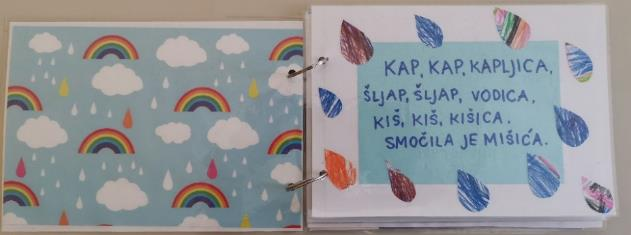 KAP, KAP, KAPLJICA,
ŠLJAP, ŠLJAP, VODICA,
KIŠ, KIŠ, KIŠICA.
SMOČILA JE MIŠIĆA.